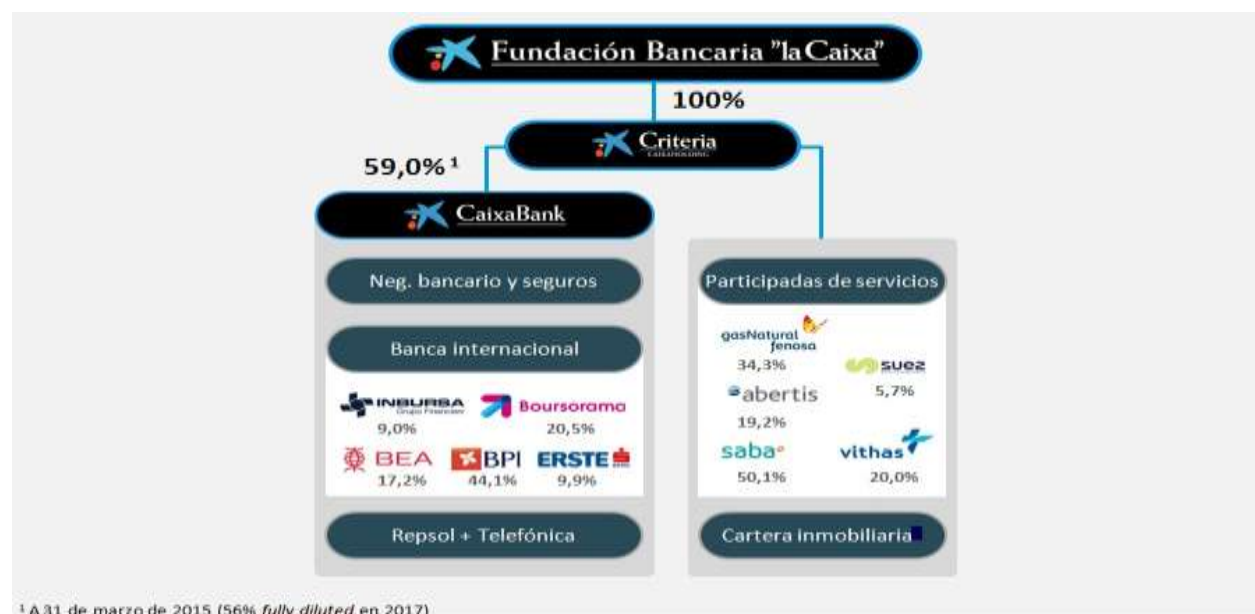 Fundación Bancaria "la Caixa"
100%
Criteria
CAIXAHOLDING
59,0% ¹
CaixaBank
Neg. bancario y seguros
Participadas de servicios
Banca internacional
gasNatural
fenosa
34,3%
suez
5,7%
abertis
19,2%
saba
50,1%
vithas
20,0%
INBURSA
Grupo Financiero
9,0%
Boursorama
20,5%
BEA
17,2%
BPI
44,1%
ERSTE
9,9%
Repsol + Telefónica
Cartera inmobiliaria
¹ A 31 de marzo de 2015 (56% fully diluted en 2017)